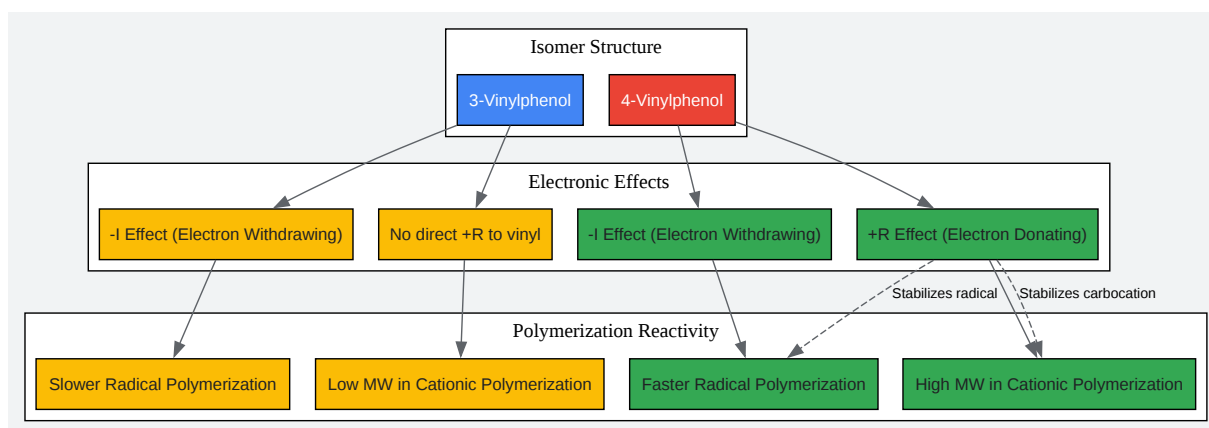 Isomer Structure
3-Vinylphenol
4-Vinylphenol
Electronic Effects
-I Effect (Electron Withdrawing)
No direct +R to vinyl
-I Effect (Electron Withdrawing)
+R Effect (Electron Donating)
Stabilizes radical
Stabilizes carbocation
Polymerization Reactivity
Slower Radical Polymerization
Low MW in Cationic Polymerization
Faster Radical Polymerization
High MW in Cationic Polymerization